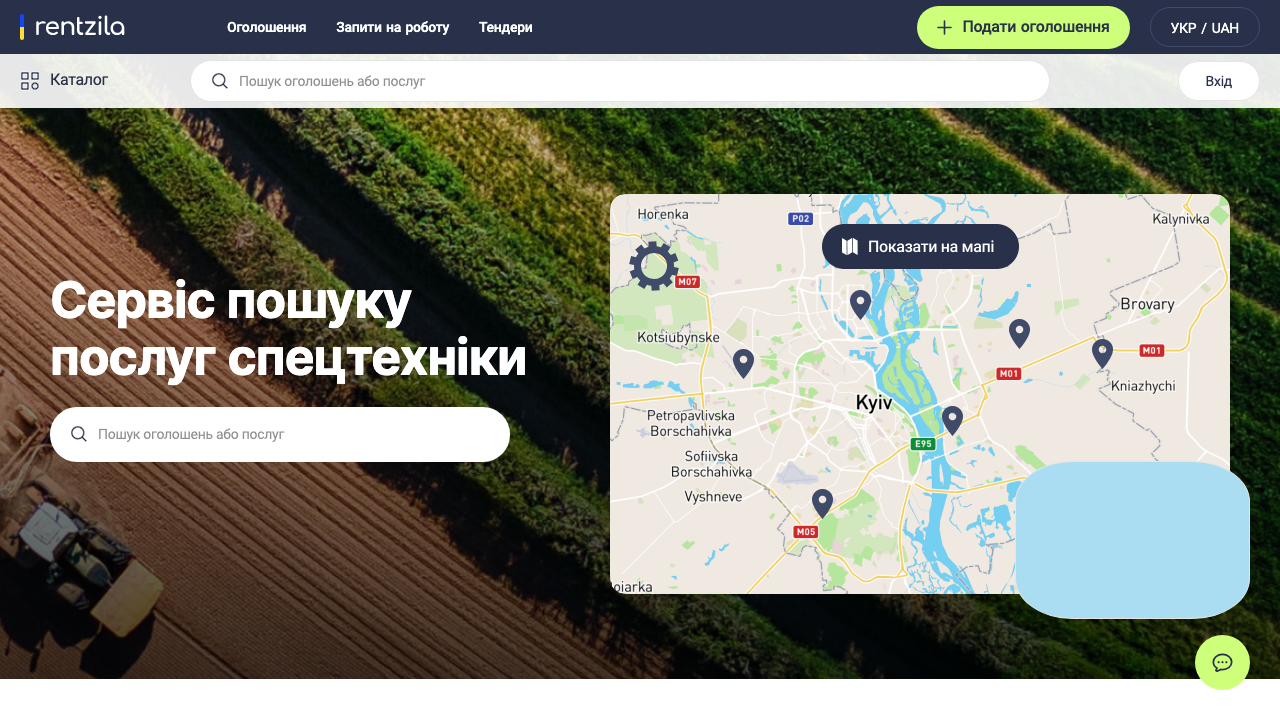 rentzila
Оголошення
Запити на роботу
Тендери
Подати оголошення
УКР / UAH
Каталог
Пошук оголошень або послуг
Вхід
Сервіс пошуку
послуг спецтехніки
Пошук оголошень або послуг
Horenka
P02
Kalynivka
Показати на мапі
M07
Brovary
Kotsiubynske
M01
M01
Kniazhychi
Kyiv
Petropavlivska
Borschahivka
E95
Sofiivska
Borschahivka
Vyshneve
M05
oiarka